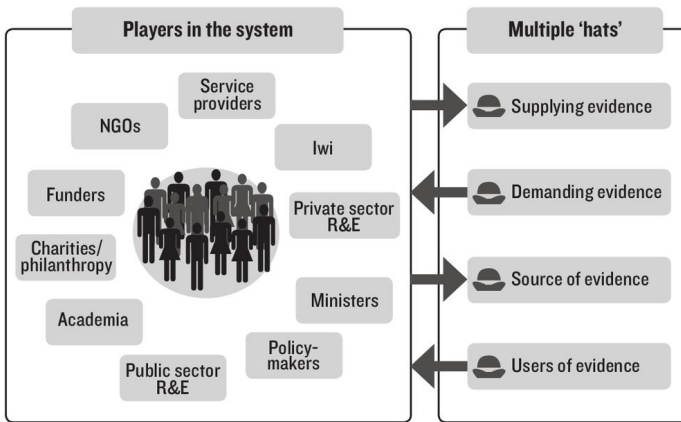 Players in the system
Service
providers
NGOs
Iwi
Funders
Private sector
R&E
Charities/
philanthropy
Ministers
Academia
Policy-
makers
Public sector
R&E
Multiple ‘hats’
Supplying evidence
Demanding evidence
Source of evidence
Users of evidence